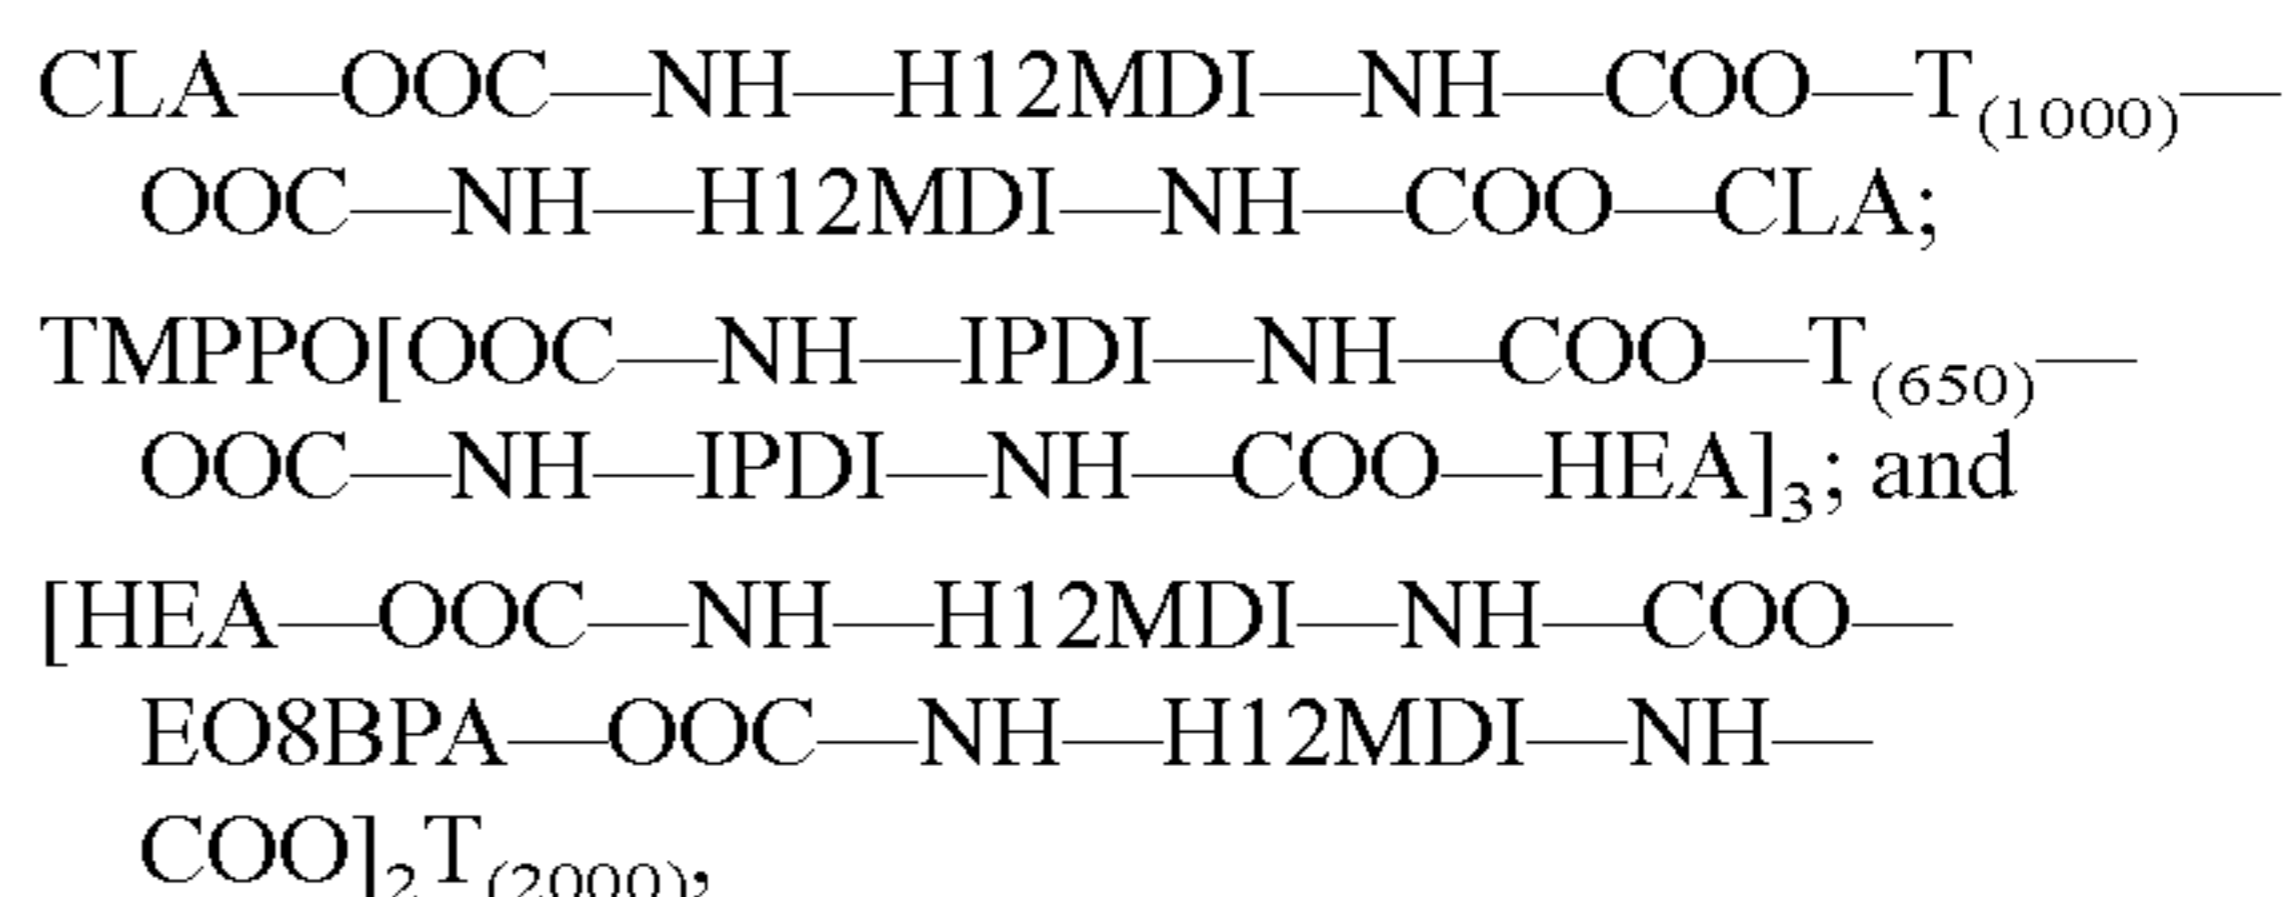 CLA—OOC—NH—H12MDI—NH—COO—T(1000)—
OOC—NH—H12MDI—NH—COO—CLA;
TMPPO[OOC—NH—IPDI—NH—COO—T(650)—
OOC—NH—IPDI—NH—COO—HEA]3; and
[HEA—OOC—NH—H12MDI—NH—COO—
EO8BPA—OOC—NH—H12MDI—NH—
COO]2T(2000),